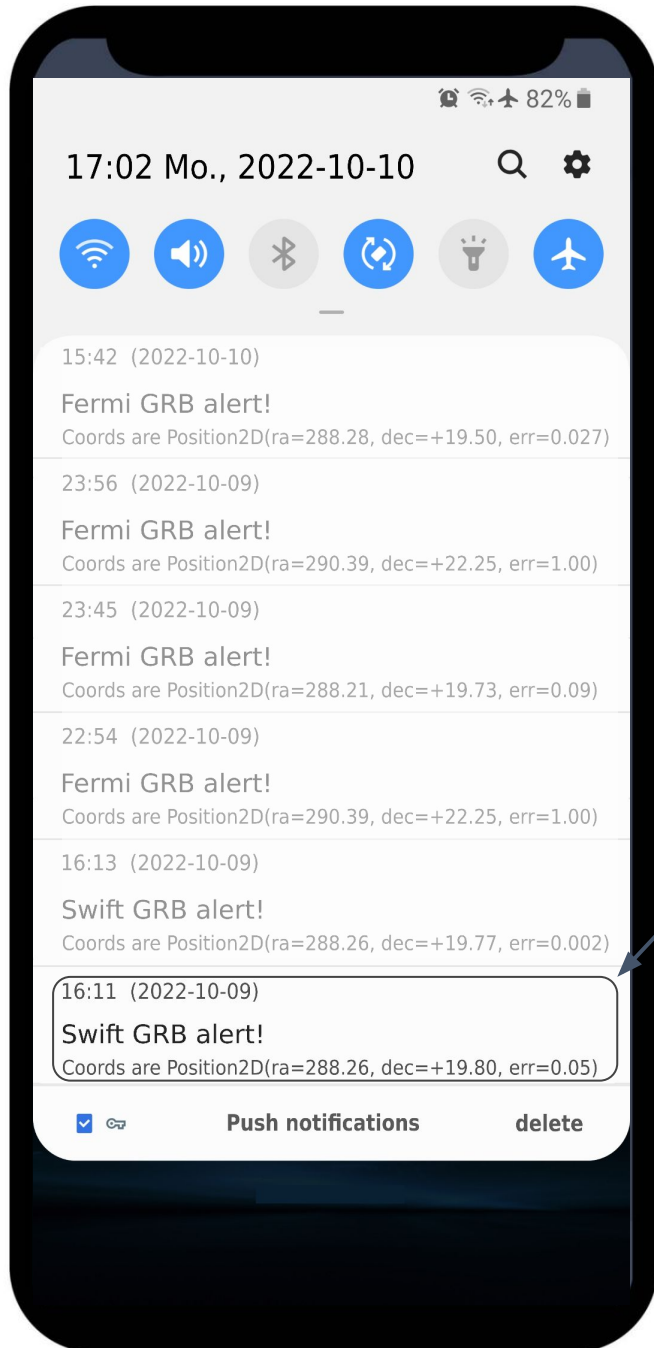 82%
17:02 Mo., 2022-10-10
15:42 (2022-10-10)
Fermi GRB alert!
Coords are Position2D(ra=288.28, dec=+19.50, err=0.027)
23:56 (2022-10-09)
Fermi GRB alert!
Coords are Position2D(ra=290.39, dec=+22.25, err=1.00)
23:45 (2022-10-09)
Fermi GRB alert!
Coords are Position2D(ra=288.21, dec=+19.73, err=0.09)
22:54 (2022-10-09)
Fermi GRB alert!
Coords are Position2D(ra=290.39, dec=+22.25, err=1.00)
16:13 (2022-10-09)
Swift GRB alert!
Coords are Position2D(ra=288.26, dec=+19.77, err=0.002)
16:11 (2022-10-09)
Swift GRB alert!
Coords are Position2D(ra=288.26, dec=+19.80, err=0.05)
Push notifications delete